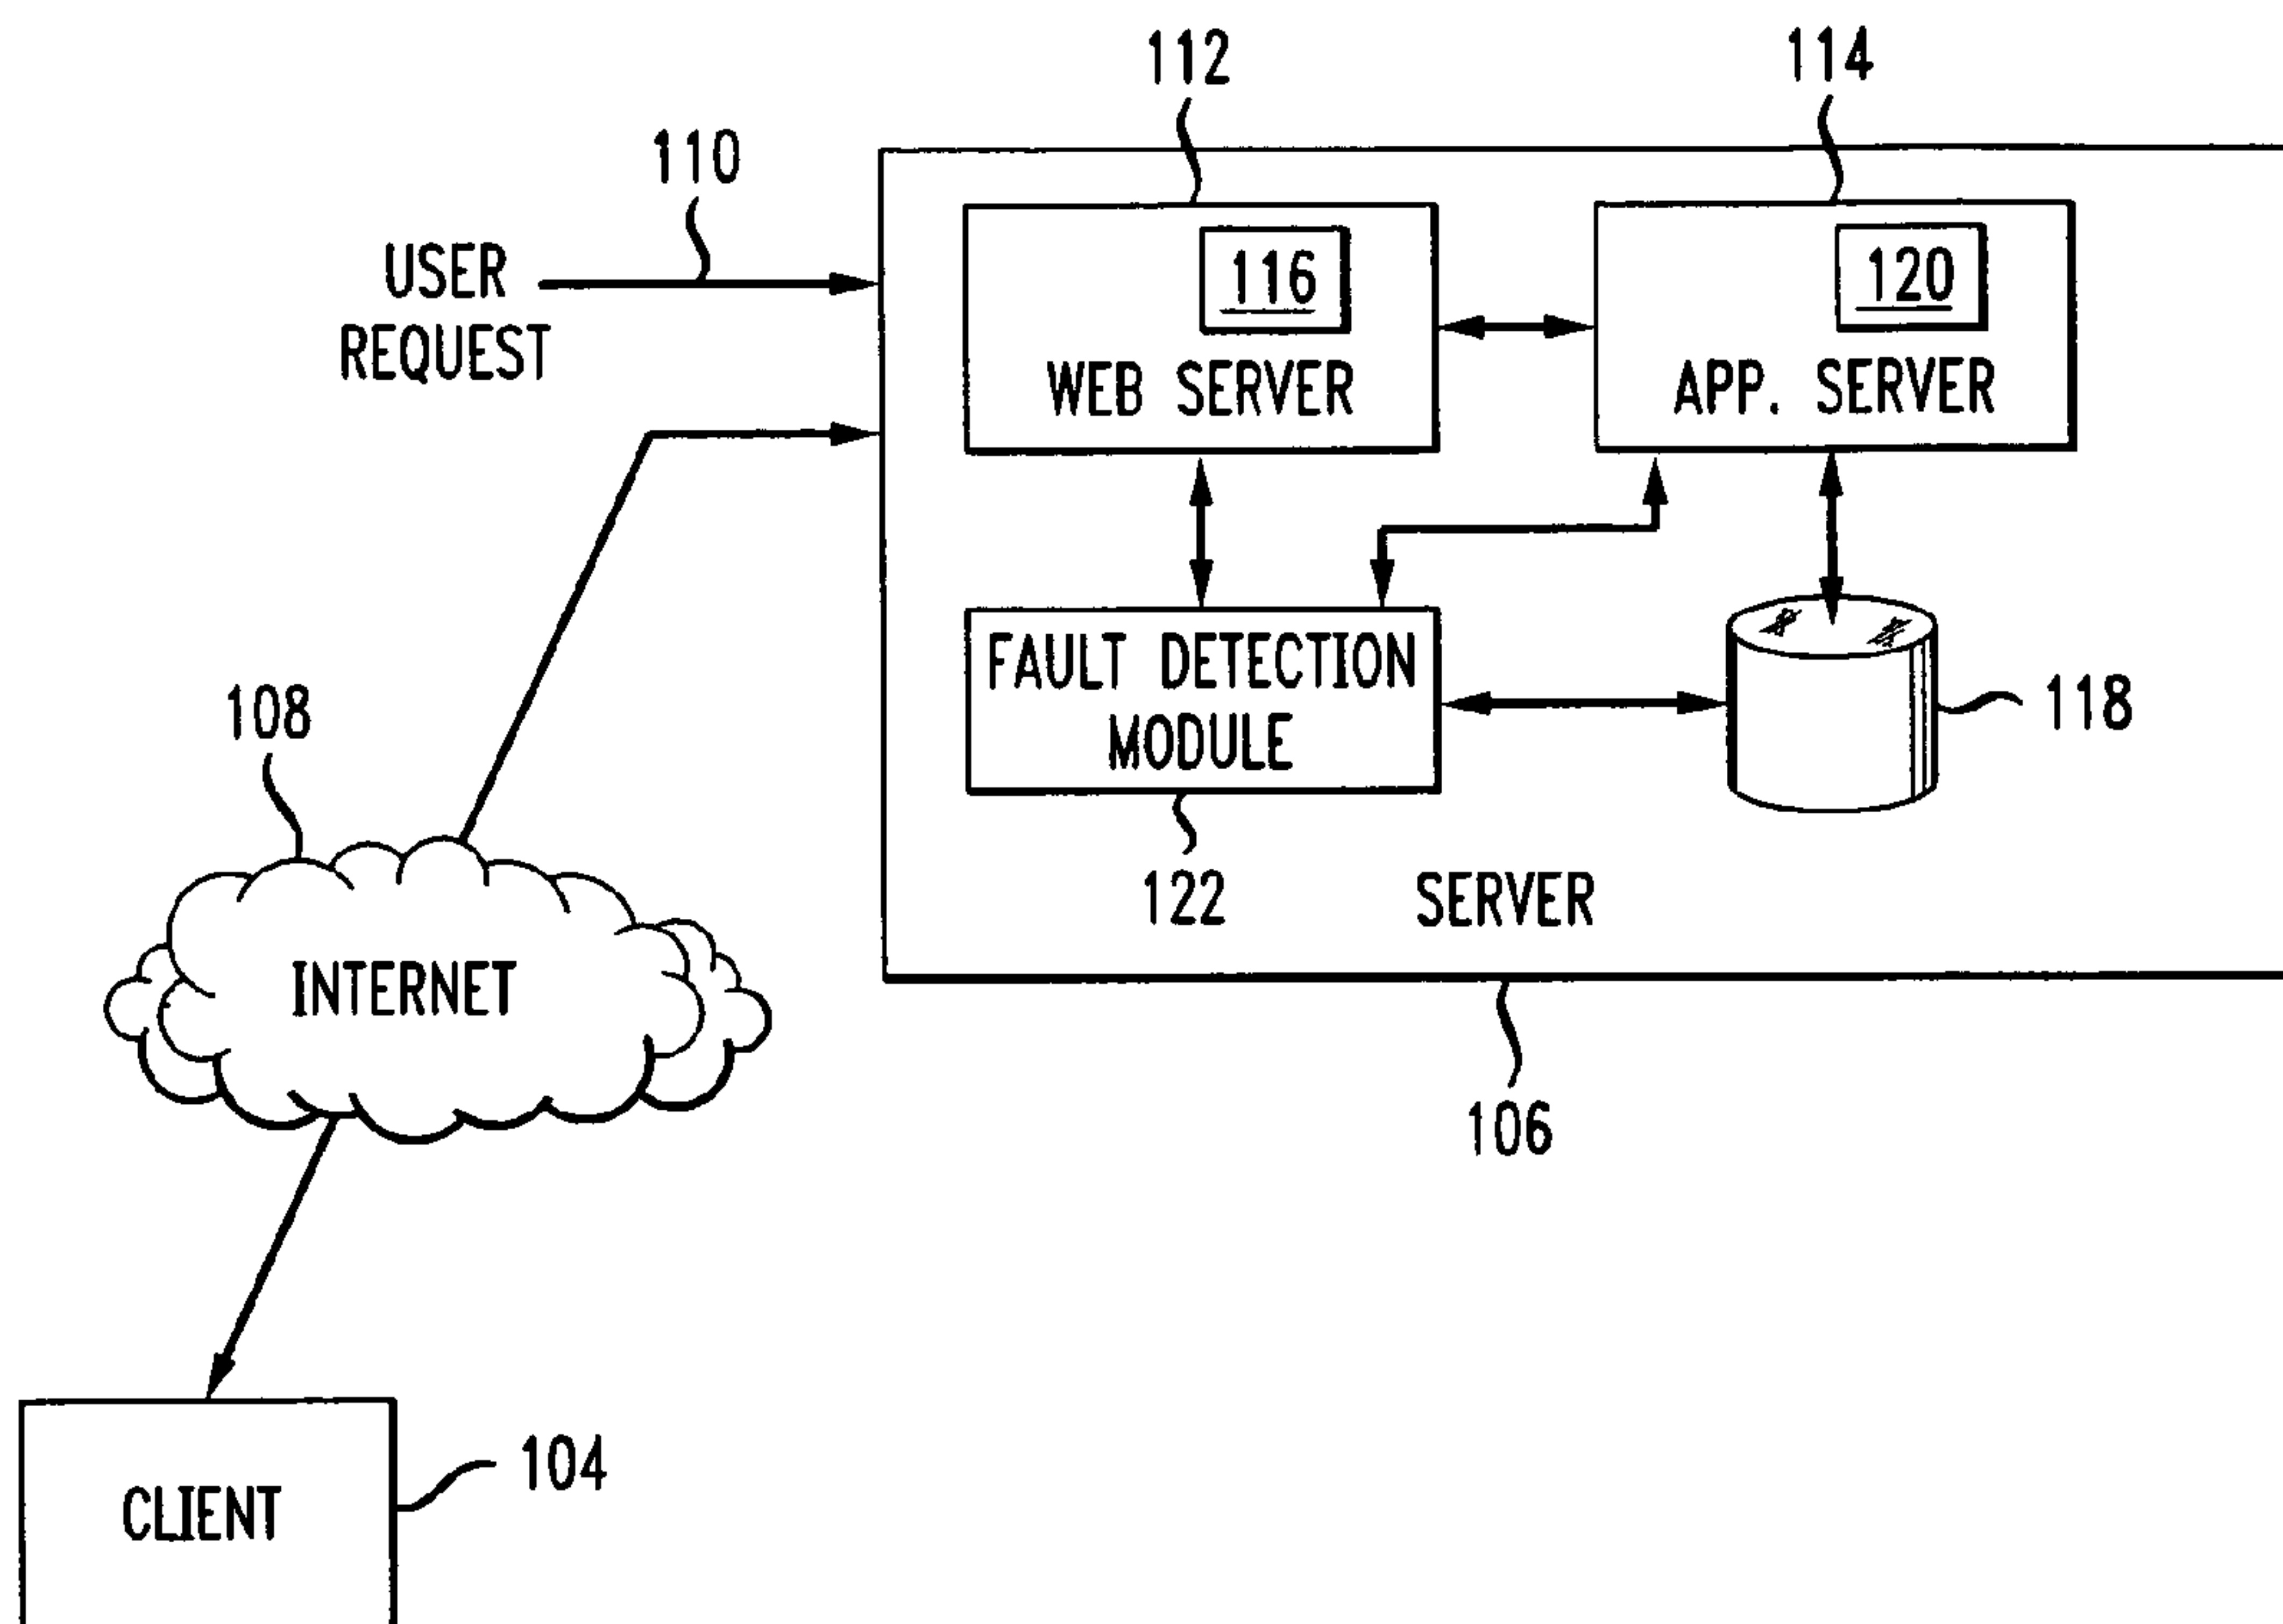 112
114
110
USER
REQUEST
116
WEB SERVER
120
APP. SERVER
FAULT DETECTION
MODULE
118
108
122
SERVER
INTERNET
106
104
CLIENT